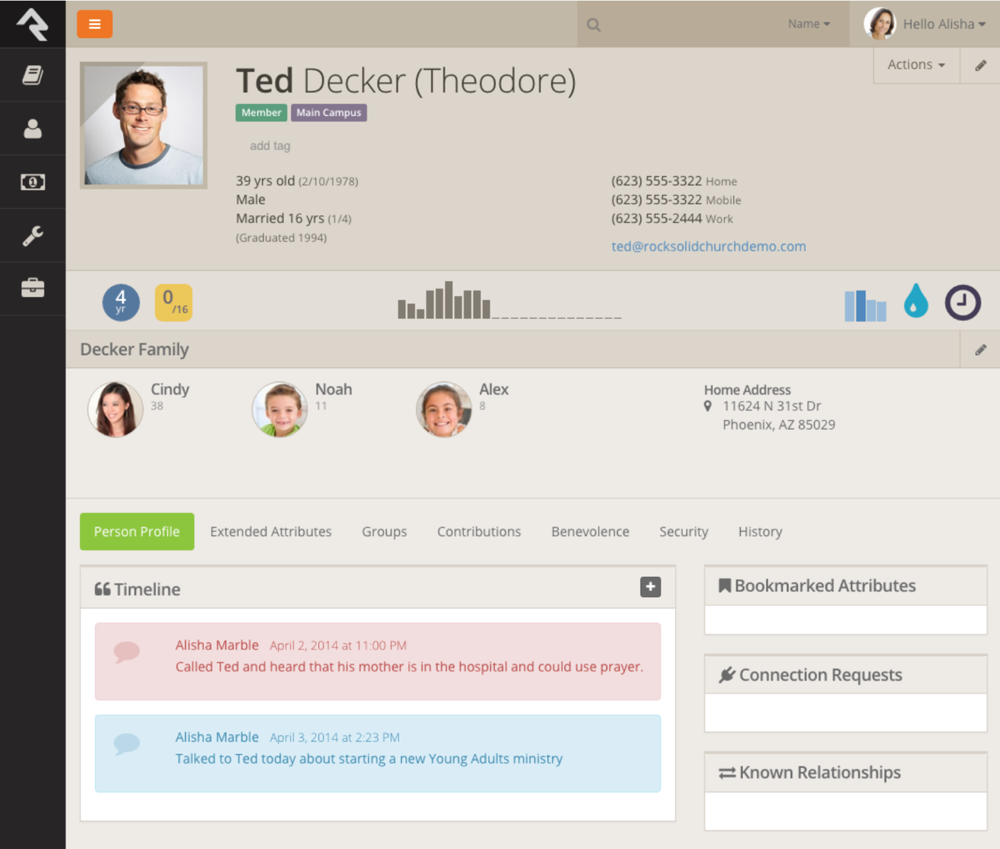 Name
Hello Alisha
Actions
Ted Decker (Theodore)
Member
Main Campus
add tag
39 yrs old (2/10/1978)
Male
Married 16 yrs (1/4)
(Graduated 1994)
(623) 555-3322 Home
(623) 555-3322 Mobile
(623) 555-2444 Work
ted@rocksolidchurchdemo.com
4
yr
0
/16
Decker Family
Cindy
38
Noah
11
Alex
8
Home Address
11624 N 31st Dr
Phoenix, AZ 85029
Person Profile
Extended Attributes
Groups
Contributions
Benevolence
Security
History
Timeline
Alisha Marble April 2, 2014 at 11:00 PM
Called Ted and heard that his mother is in the hospital and could use prayer.
Alisha Marble April 3, 2014 at 2:23 PM
Talked to Ted today about starting a new Young Adults ministry
Bookmarked Attributes
Connection Requests
Known Relationships